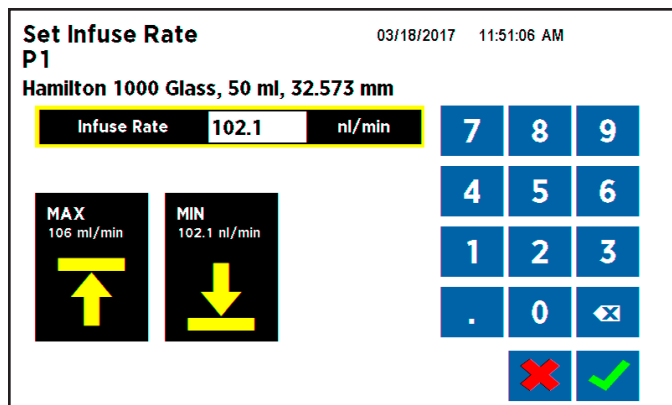 Set Infuse Rate
03/18/2017 11:51:06 AM
P1
Hamilton 1000 Glass, 50 ml, 32.573 mm
Infuse Rate 102.1 nl/min
7 8 9
4 5 6
MAX
106 ml/min
MIN
102.1 nl/min
1 2 3
. 0